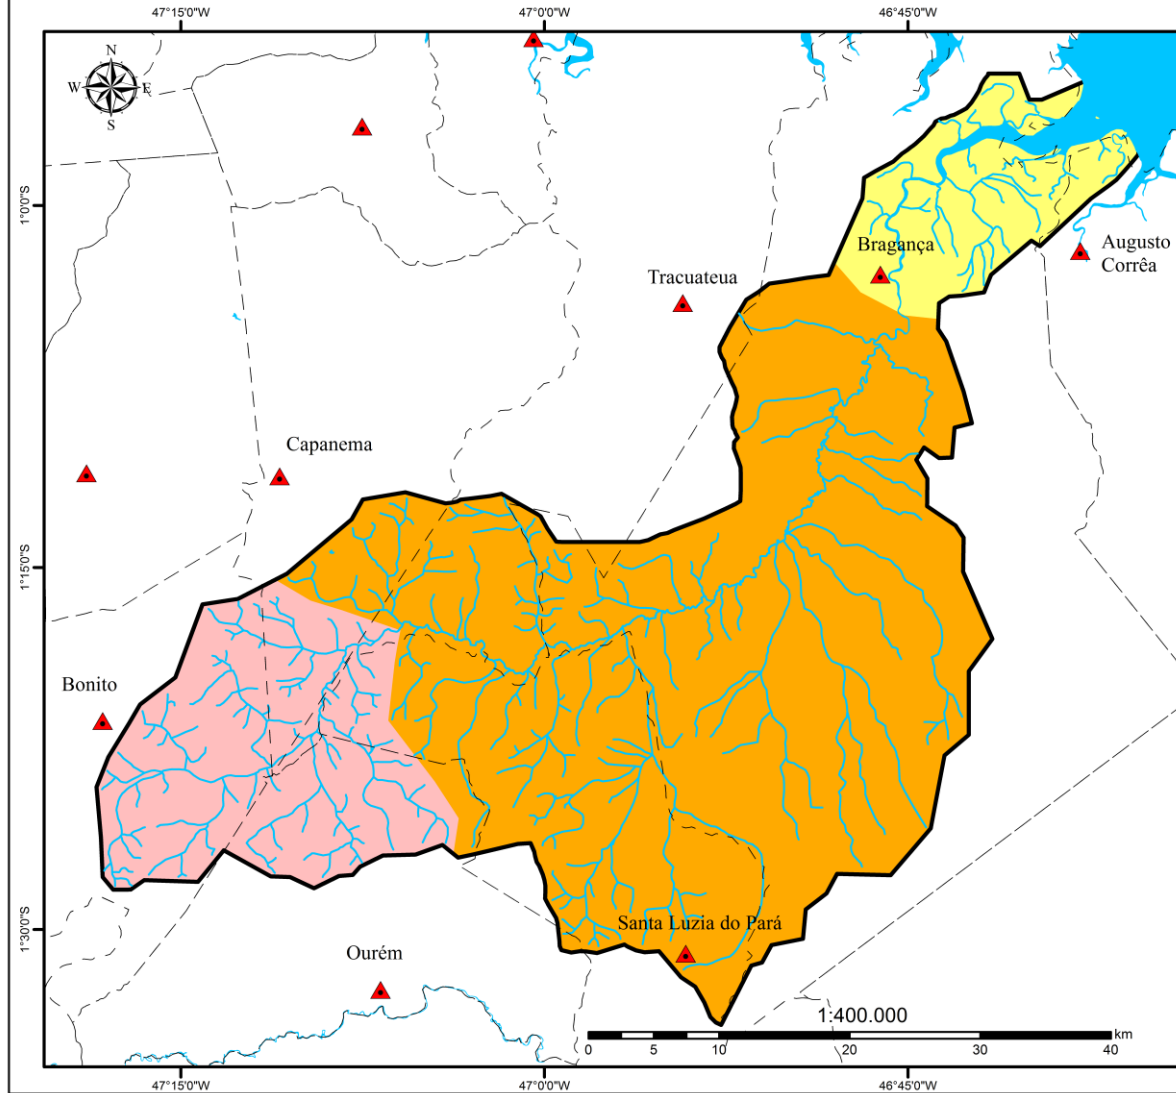 47°15'0"W
47°0'0"W
46°45'0"W
N
W
E
S
1°0'0"S
Bragança
Augusto
Corrêa
Tracuateua
Capanema
1°15'0"S
Bonito
Santa Luzia do Pará
1°30'0"S
Ourém
1:400.000
km
0
5
10
20
30
40
47°15'0"W
47°0'0"W
46°45'0"W